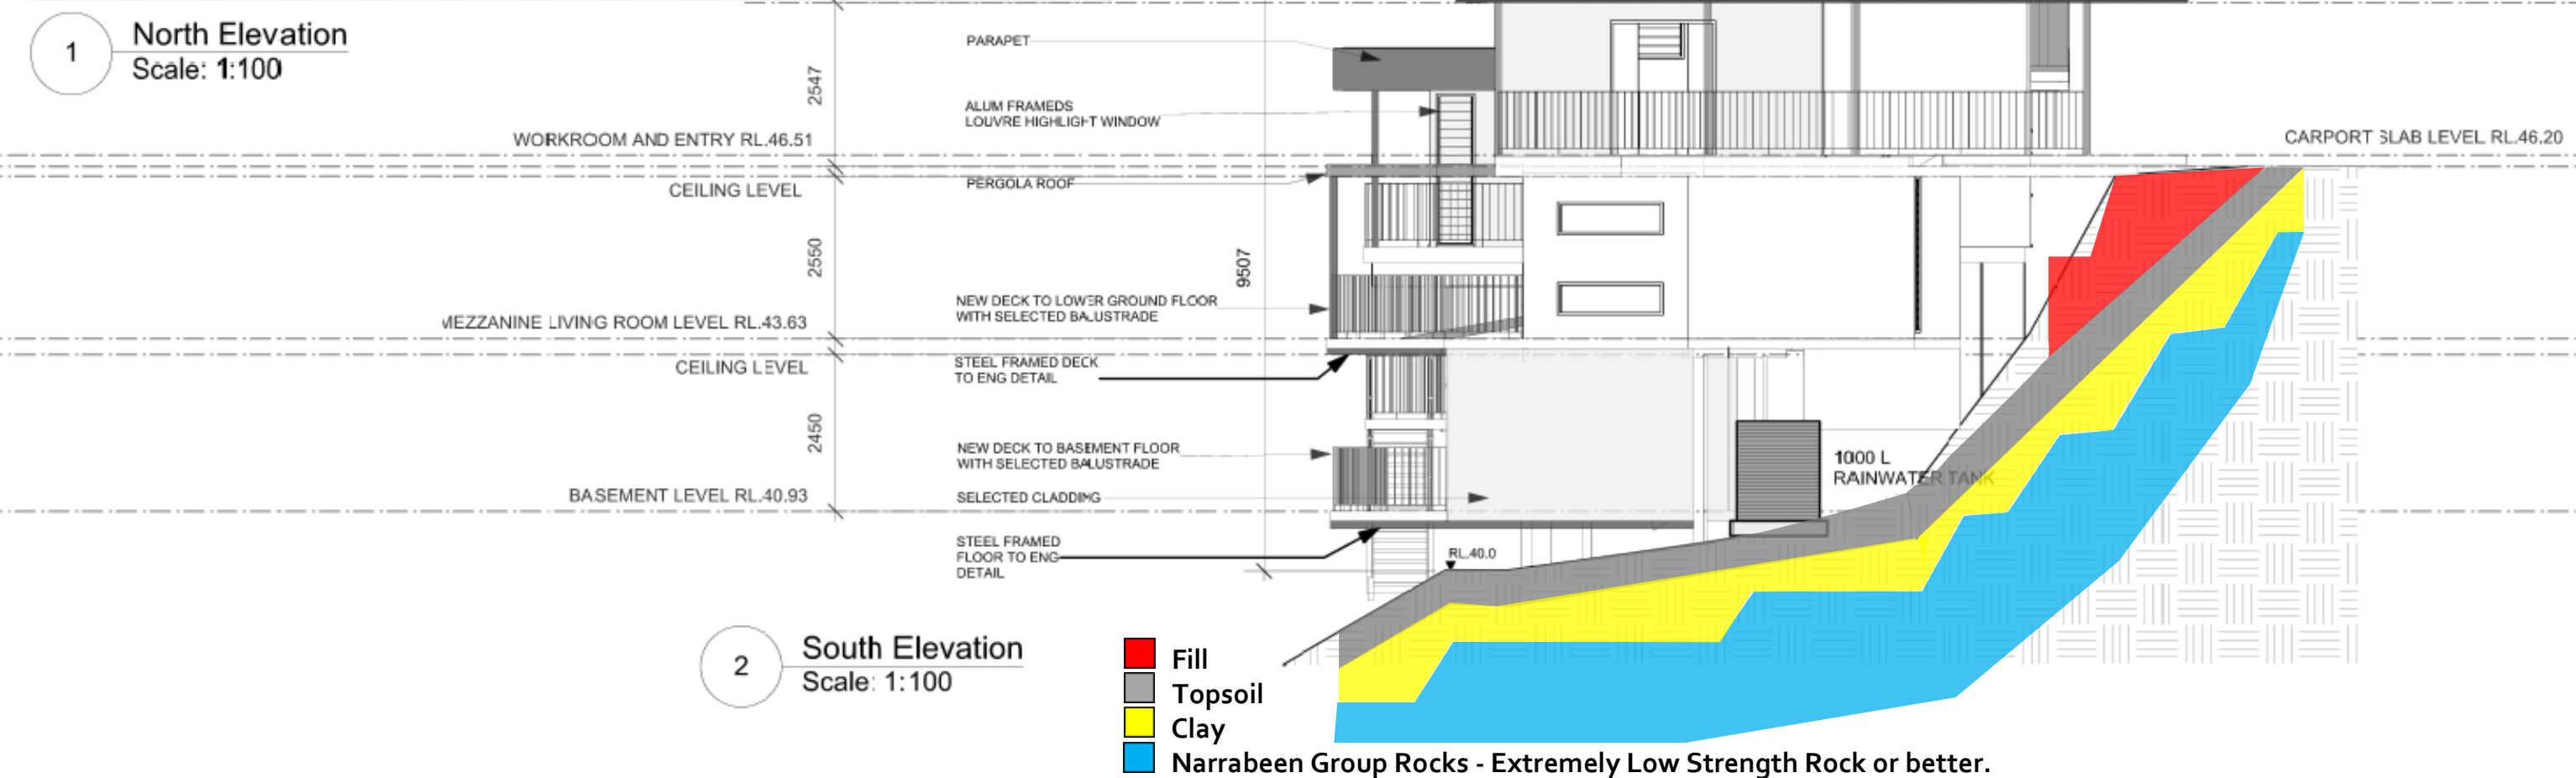 1
North Elevation
Scale: 1:100
2547
WORKROOM AND ENTRY RL.46.51
CEILING LEVEL
2550
MEZZANINE LIVING ROOM LEVEL RL.43.63
CEILING LEVEL
2450
BASEMENT LEVEL RL.40.93
PARAPET
ALUM FRAMEDS
LOUVRE HIGHLIGHT WINDOW
PERGOLA ROOF
9507
NEW DECK TO LOWER GROUND FLOOR
WITH SELECTED BALUSTRADE
STEEL FRAMED DECK
TO ENG DETAIL
NEW DECK TO BASEMENT FLOOR
WITH SELECTED BALUSTRADE
SELECTED CLADDING
STEEL FRAMED
FLOOR TO ENG
DETAIL
RL.40.0
1000 L
RAINWATER TANK
CARPORT SLAB LEVEL RL.46.20
2
South Elevation
Scale: 1:100
Fill
Topsoil
Clay
Narrabeen Group Rocks - Extremely Low Strength Rock or better.